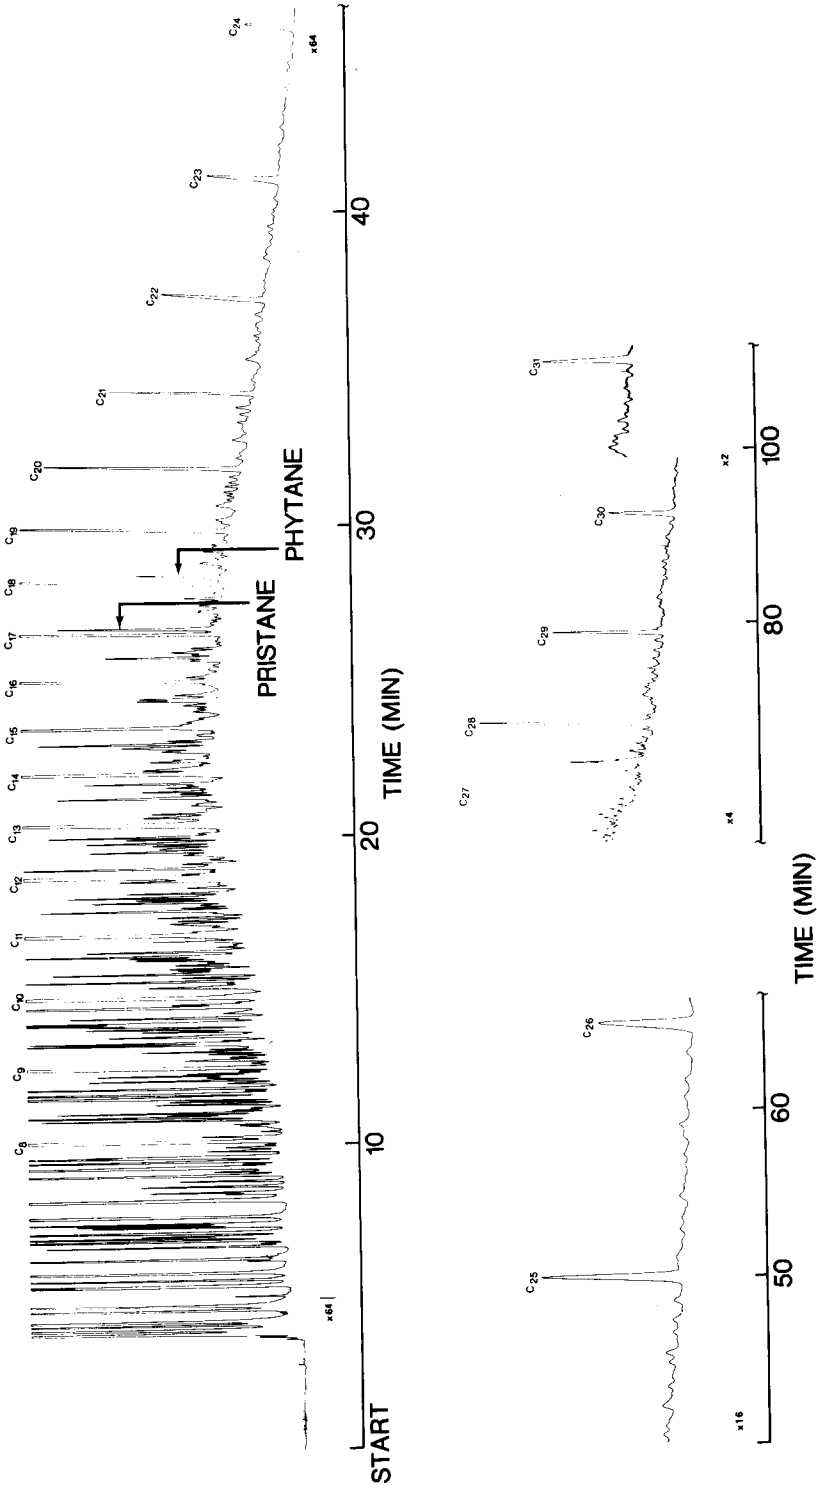 C₈
C₉
C₁₀
C₁₁
C₁₂
C₁₃
C₁₄
C₁₅
C₁₆
C₁₇
C₁₈
C₁₉
C₂₀
C₂₁
C₂₂
C₂₃
C₂₄
PRISTANE
PHYTANE
x64
x64
START
10
20
30
40
TIME (MIN)
C₂₅
C₂₆
C₂₇
C₂₈
C₂₉
C₃₀
C₃₁
x16
x4
x2
50
60
80
100
TIME (MIN)